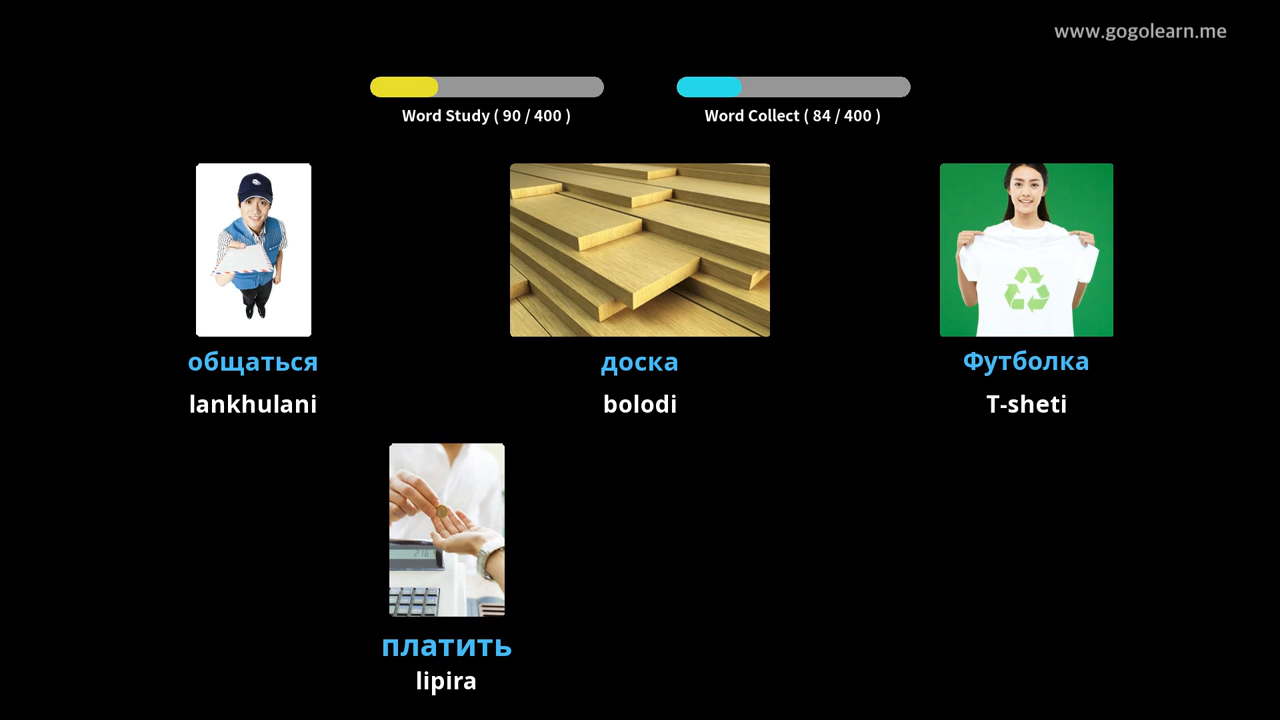 www.gogolearn.me
Word Study ( 90 / 400 )
Word Collect ( 84 / 400 )
общаться
доска
Футболка
lankhulani
bolodi
T-sheti
платить
lipira